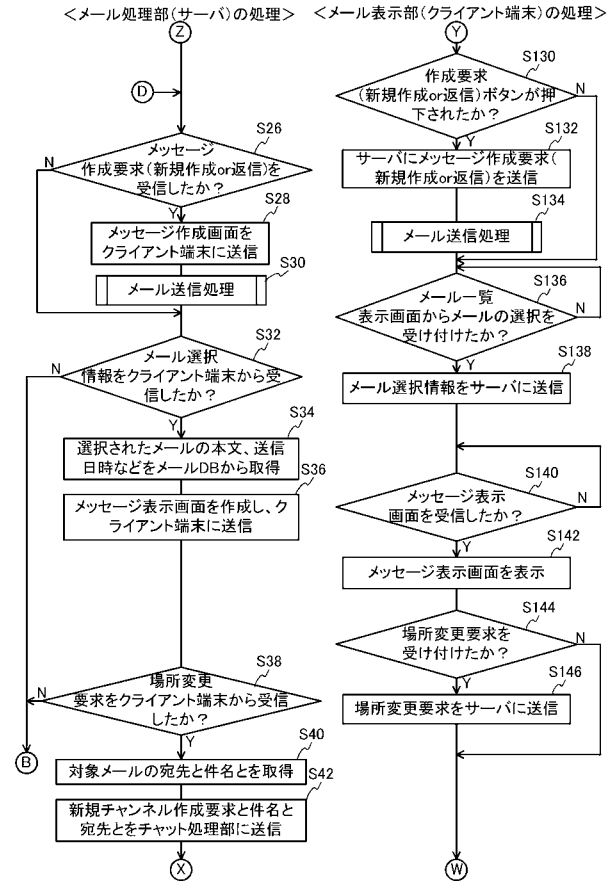 <メール処理部(サーバ)の処理>
Z
D
S26
メッセージ
作成要求(新規作成or返信)を
受信したか?
N
Y
S28
メッセージ作成画面を
クライアント端末に送信
S30
メール送信処理
S32
メール選択
情報をクライアント端末から受
信したか?
N
Y
S34
選択されたメールの本文、送信
日時などをメールDBから取得
S36
メッセージ表示画面を作成し、ク
ライアント端末に送信
S38
場所変更
要求をクライアント端末から受信
したか?
N
Y
B
S40
対象メールの宛先と件名とを取得
S42
新規チャンネル作成要求と件名と
宛先とをチャット処理部に送信
X
<メール表示部(クライアント端末)の処理>
Y
S130
作成要求
(新規作成or返信)ボタンが押
下されたか?
N
Y
S132
サーバにメッセージ作成要求(
新規作成or返信)を送信
S134
メール送信処理
S136
メール一覧
表示画面からメールの選択を
受け付けたか?
N
Y
S138
メール選択情報をサーバに送信
S140
メッセージ表示
画面を受信したか?
N
Y
S142
メッセージ表示画面を表示
S144
場所変更要求を
受け付けたか?
N
Y
S146
場所変更要求をサーバに送信
W